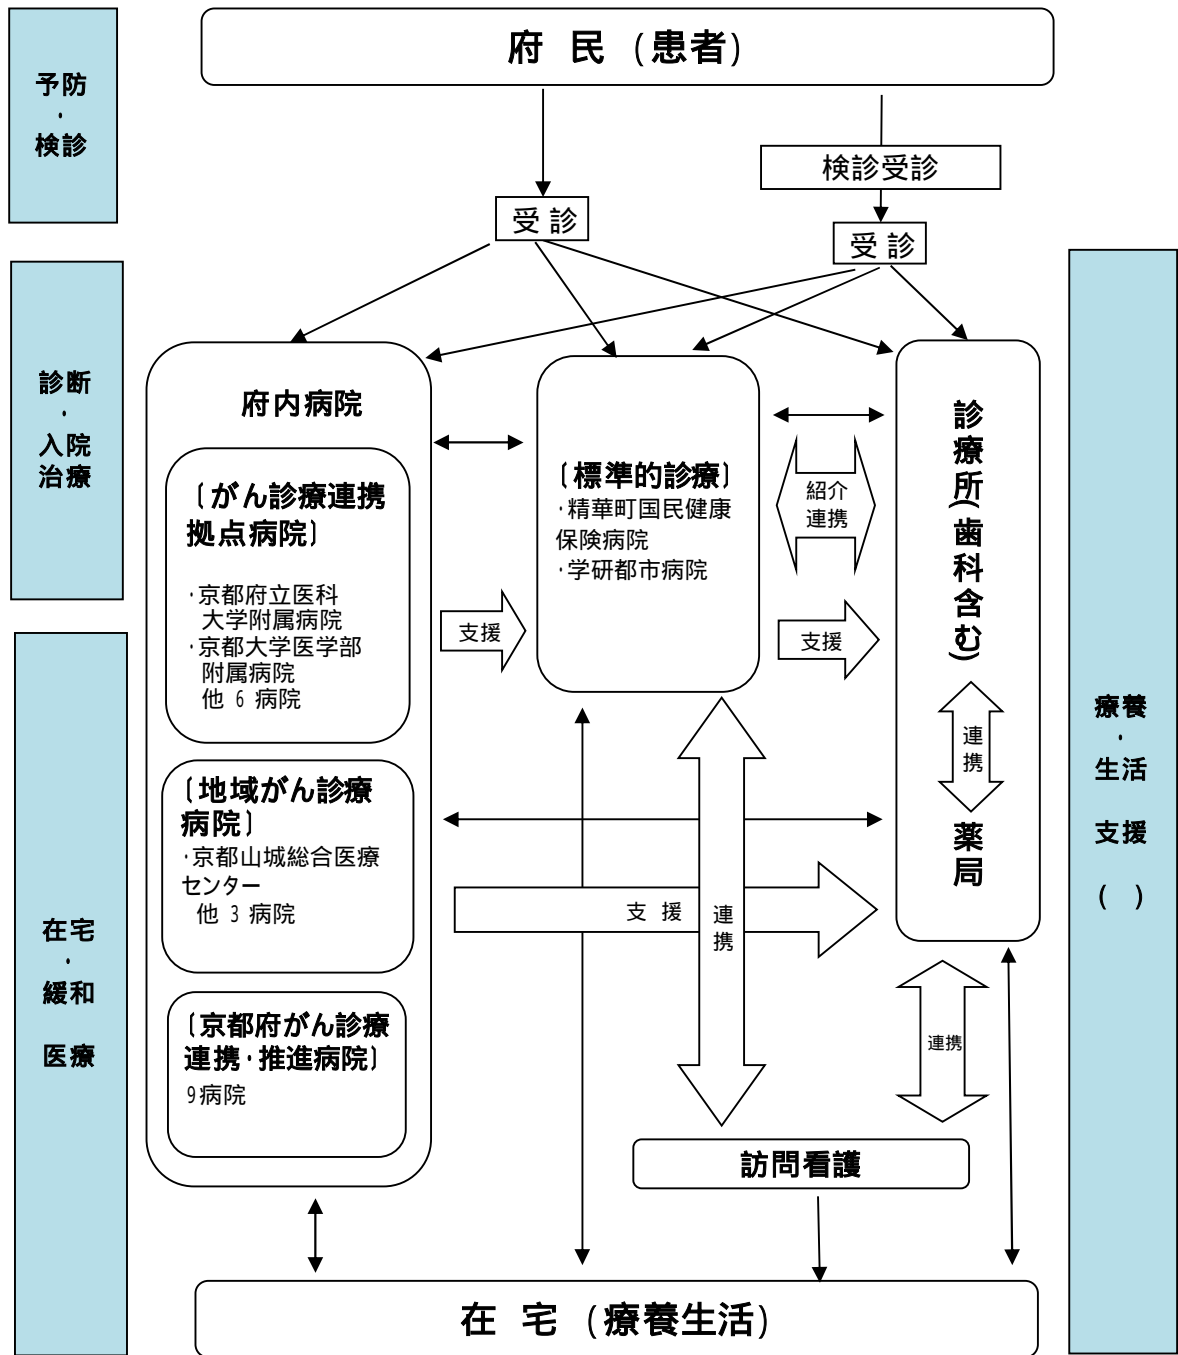 府 民 (患者)
予防
・
検診
検診受診
受 診
受 診
診断
・
入院
治療
府内病院
〔がん診療連携
拠点病院〕
・京都府立医科
大学附属病院
・京都大学医学部
附属病院
他 6 病院
〔標準的診療〕
・精華町国民健康
保険病院
・学研都市病院
紹介
連携
支援
支援
診療所(歯科含む)
連携
薬局
〔地域がん診療
病院〕
・京都山城総合医療
センター
他 3 病院
支 援
連携
〔京都府がん診療
連携・推進病院〕
9病院
連携
訪問看護
在宅
・
緩和
医療
療養
・
生活
支援
( )
在 宅 (療養生活)